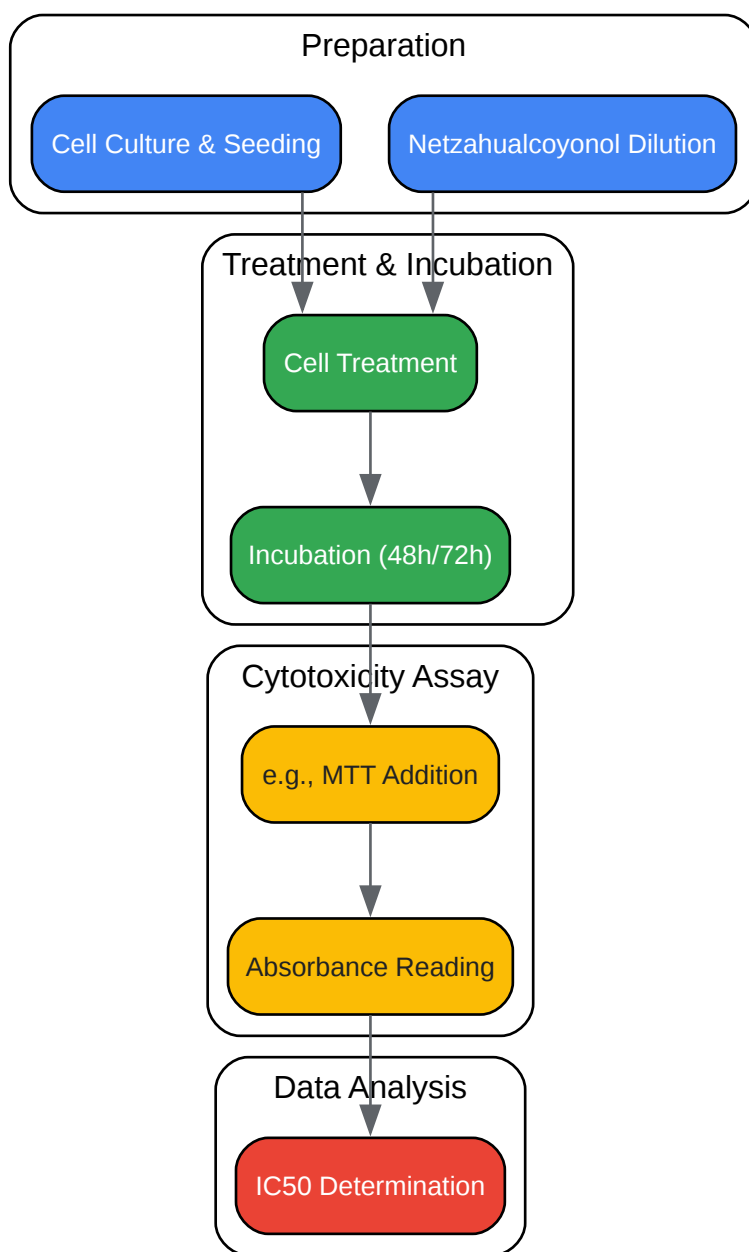 Preparation
Cell Culture & Seeding
Netzahualcoyonol Dilution
Treatment & Incubation
Cell Treatment
Incubation (48h/72h)
Cytotoxicity Assay
e.g., MTT Addition
Absorbance Reading
Data Analysis
IC50 Determination